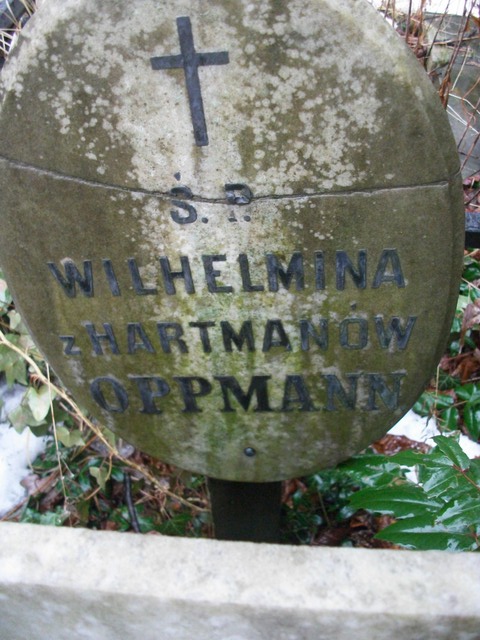 Ś. P.
WILHELMINA
z HARTMANÓW
OPPMANN